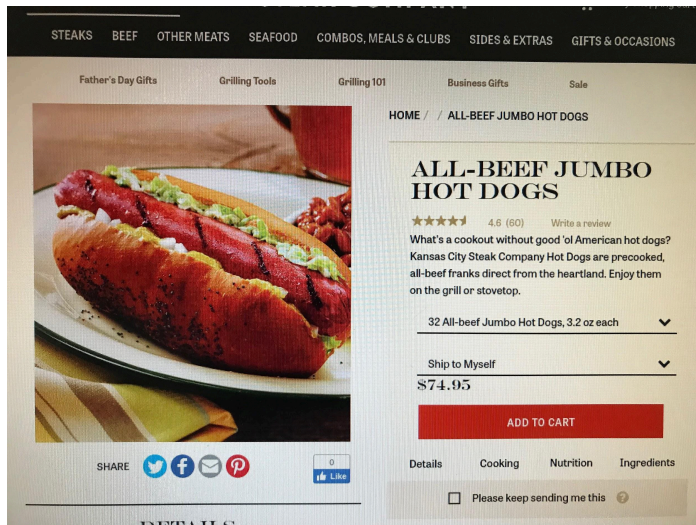 STEAKS BEEF OTHER MEATS SEAFOOD COMBOS, MEALS & CLUBS SIDES & EXTRAS GIFTS & OCCASIONS
Father's Day Gifts Grilling Tools Grilling 101 Business Gifts Sale
HOME / / ALL-BEEF JUMBO HOT DOGS
ALL-BEEF JUMBO
HOT DOGS
4.6 (60) Write a review
What's a cookout without good 'ol American hot dogs?
Kansas City Steak Company Hot Dogs are precooked,
all-beef franks direct from the heartland. Enjoy them
on the grill or stovetop.
32 All-beef Jumbo Hot Dogs, 3.2 oz each
Ship to Myself
$74.95
ADD TO CART
SHARE
0
Like
Details Cooking Nutrition Ingredients
Please keep sending me this ?
DETAILS